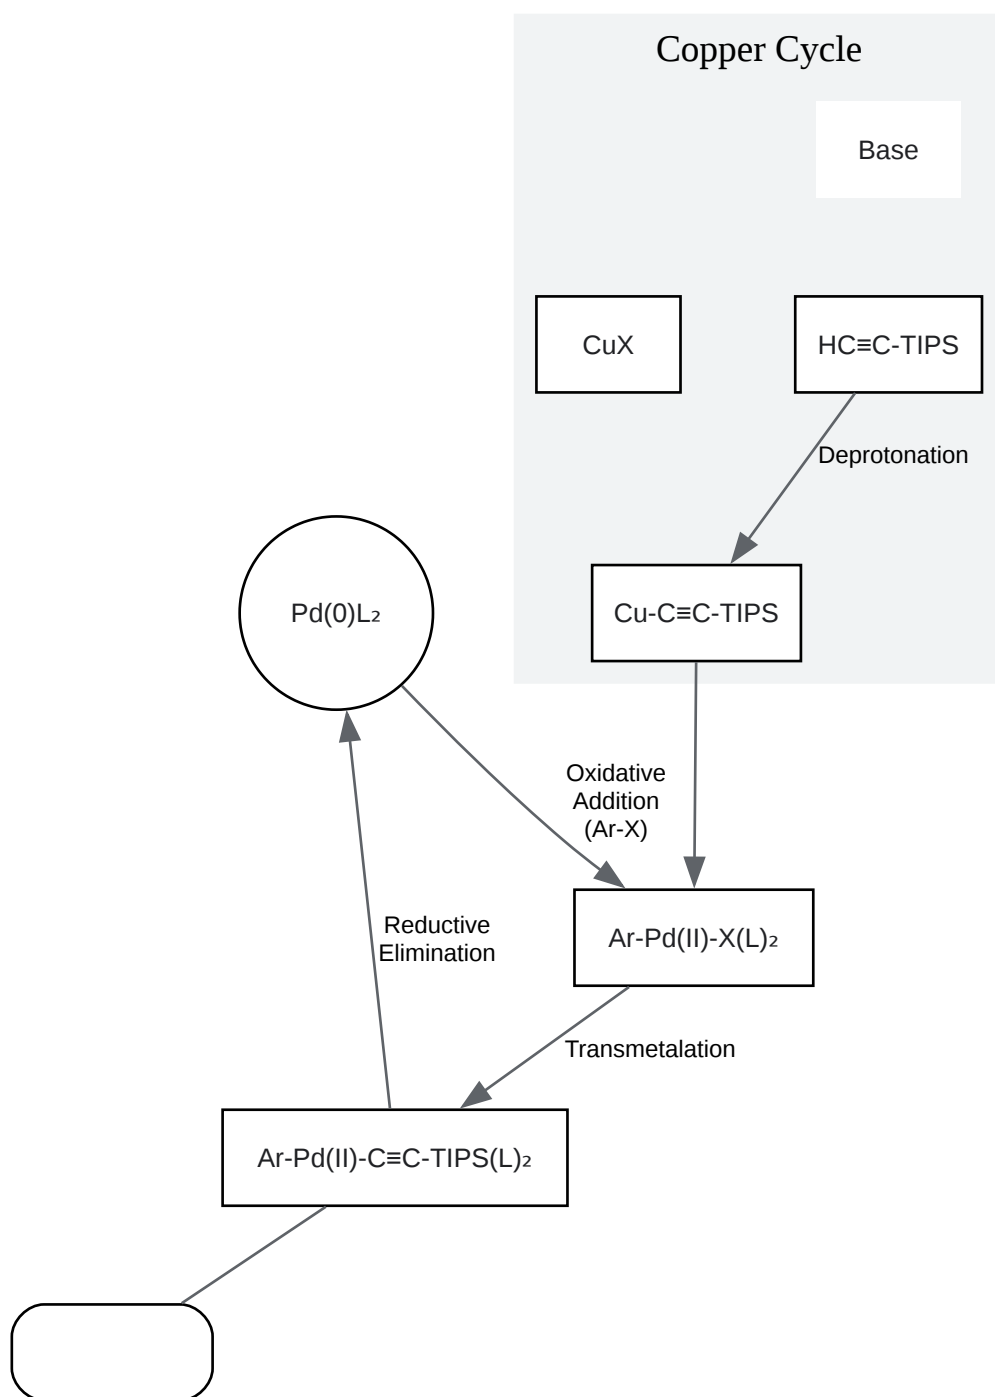 Copper Cycle
Base
CuX
HC≡C-TIPS
Deprotonation
Pd(0)L₂
Cu-C≡C-TIPS
Oxidative
Addition
(Ar-X)
Reductive
Elimination
Ar-Pd(II)-X(L)₂
Transmetalation
Ar-Pd(II)-C≡C-TIPS(L)₂